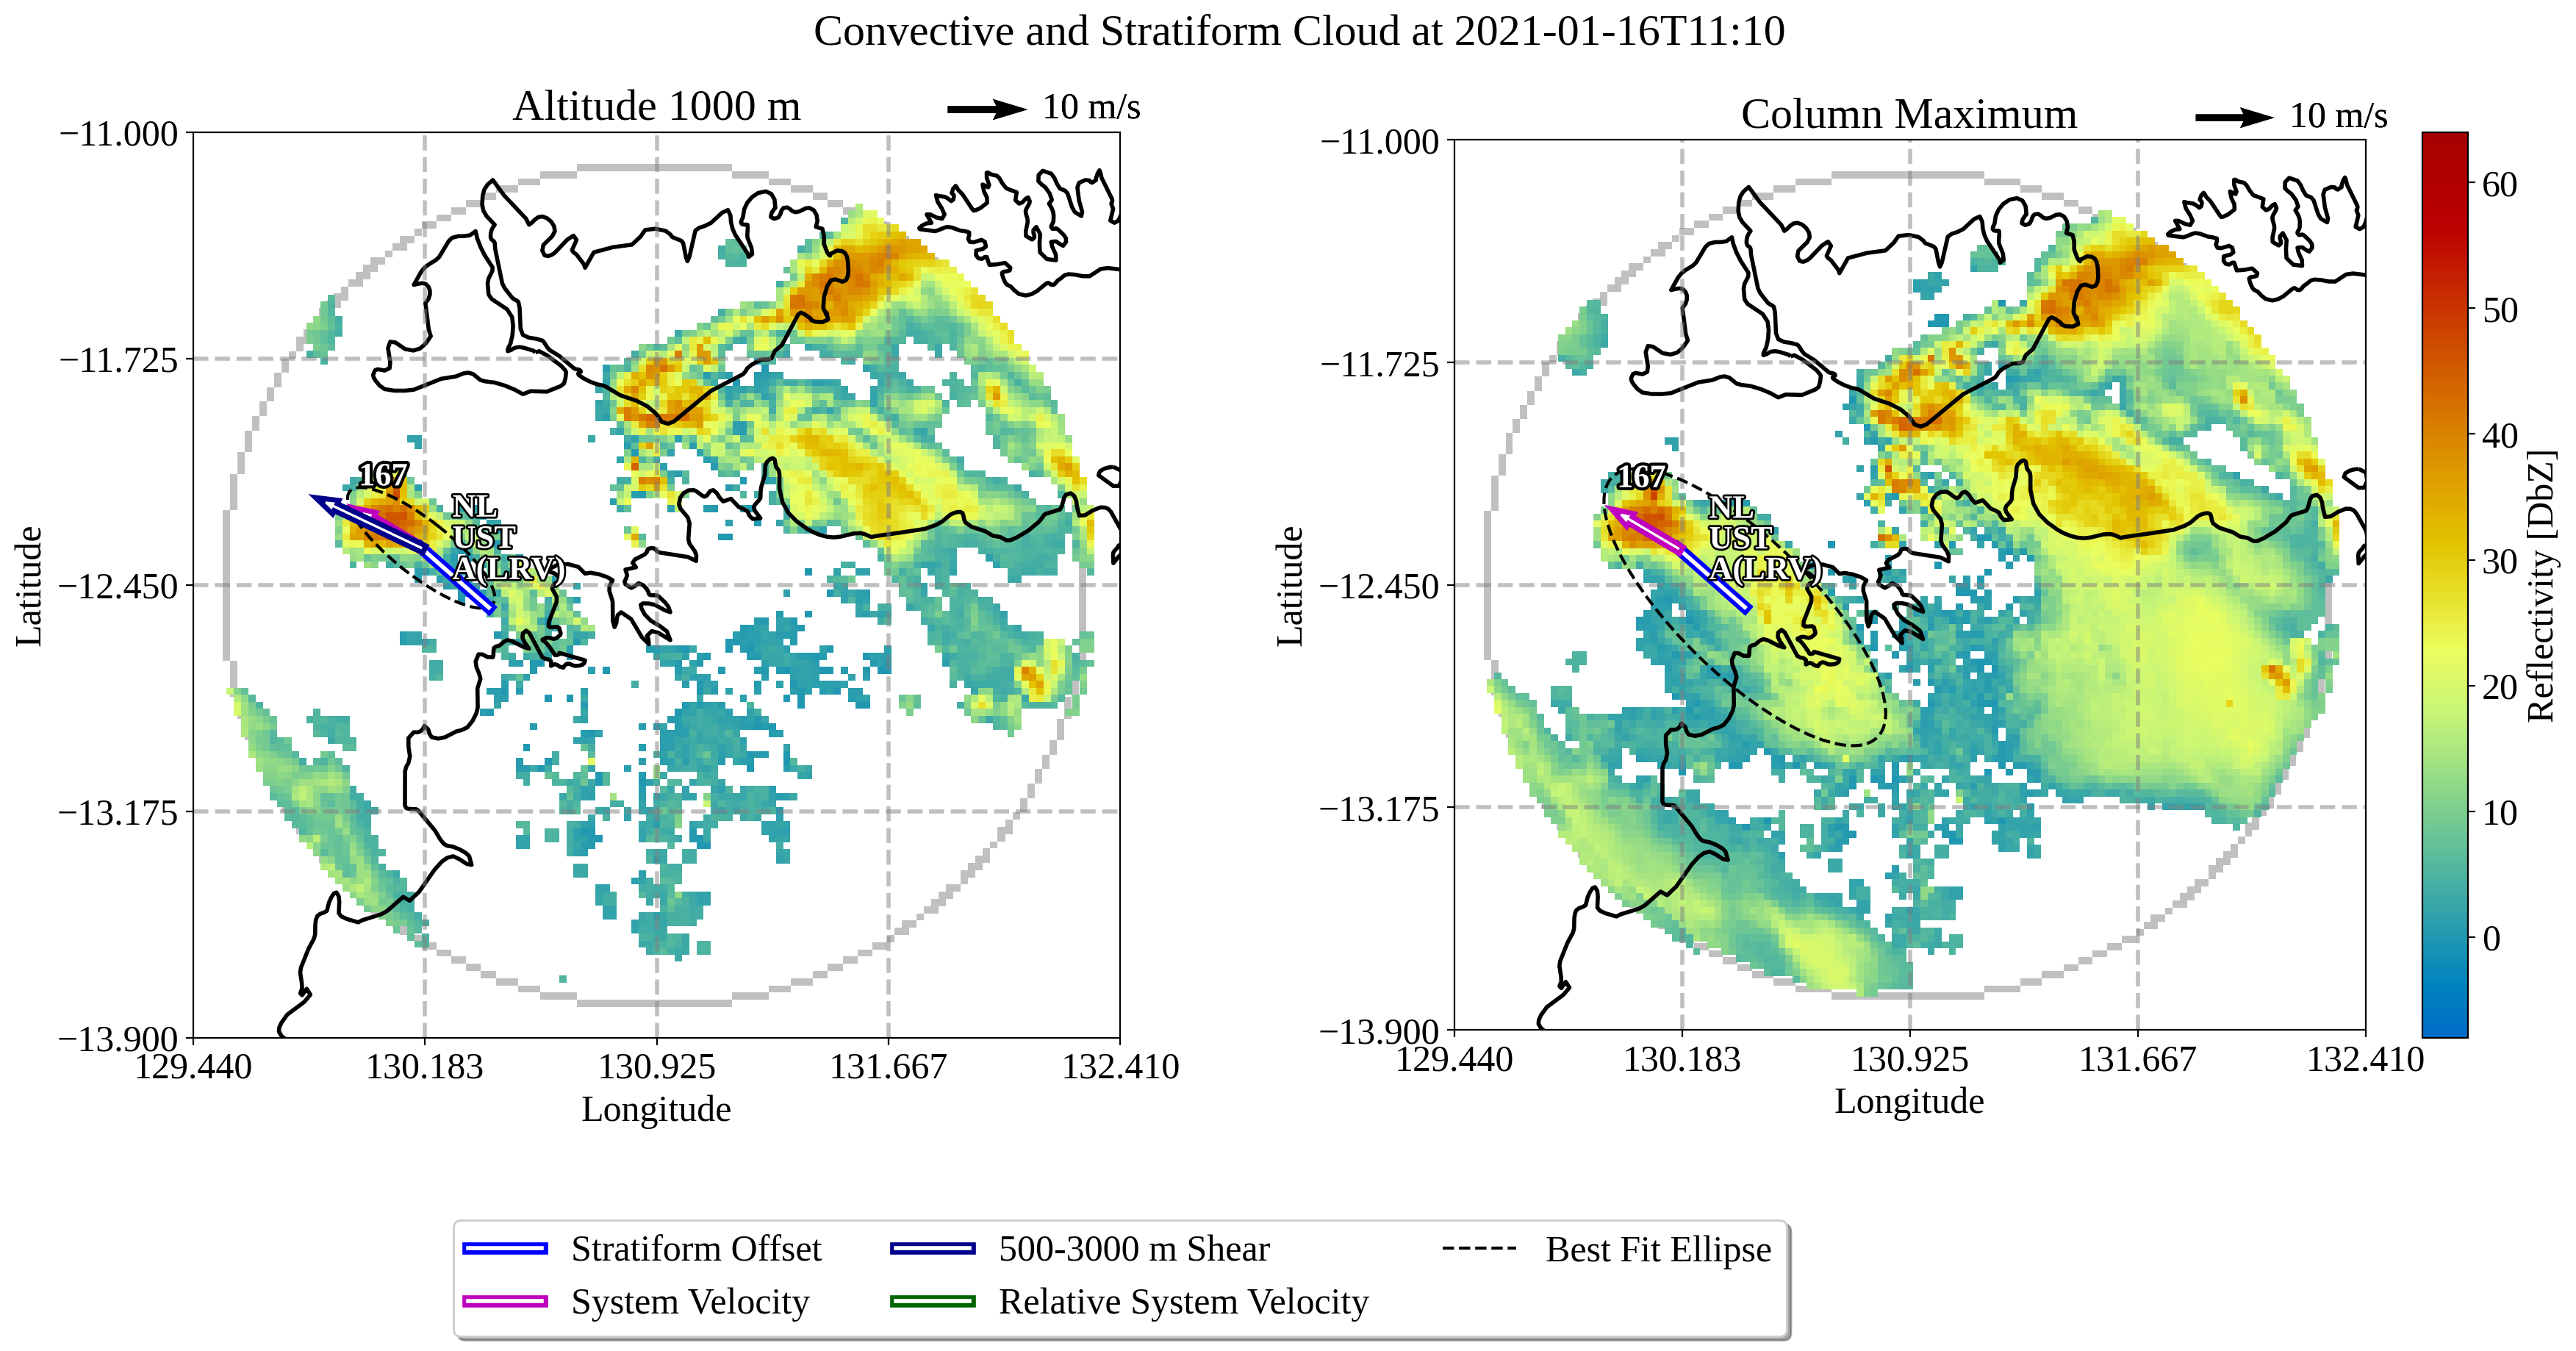 Convective and Stratiform Cloud at 2021-01-16T11:10
Altitude 1000 m
10 m/s
Column Maximum
10 m/s
−11.000
−11.725
−12.450
−13.175
−13.900
Latitude
129.440
130.183
130.925
131.667
132.410
Longitude
167
NL
UST
A(LRV)
−11.000
−11.725
−12.450
−13.175
−13.900
Latitude
129.440
130.183
130.925
131.667
132.410
Longitude
167
NL
UST
A(LRV)
60
50
40
30
20
10
0
Reflectivity [DbZ]
Stratiform Offset
System Velocity
500-3000 m Shear
Relative System Velocity
Best Fit Ellipse